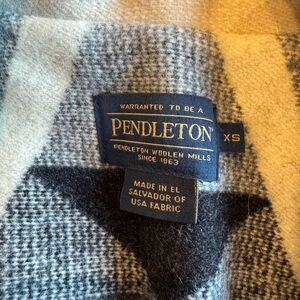 WARRANTED TO BE A
PENDLETON®
XS
PENDLETON WOOLEN MILLS
SINCE 1863
MADE IN EL
SALVADOR OF
USA FABRIC